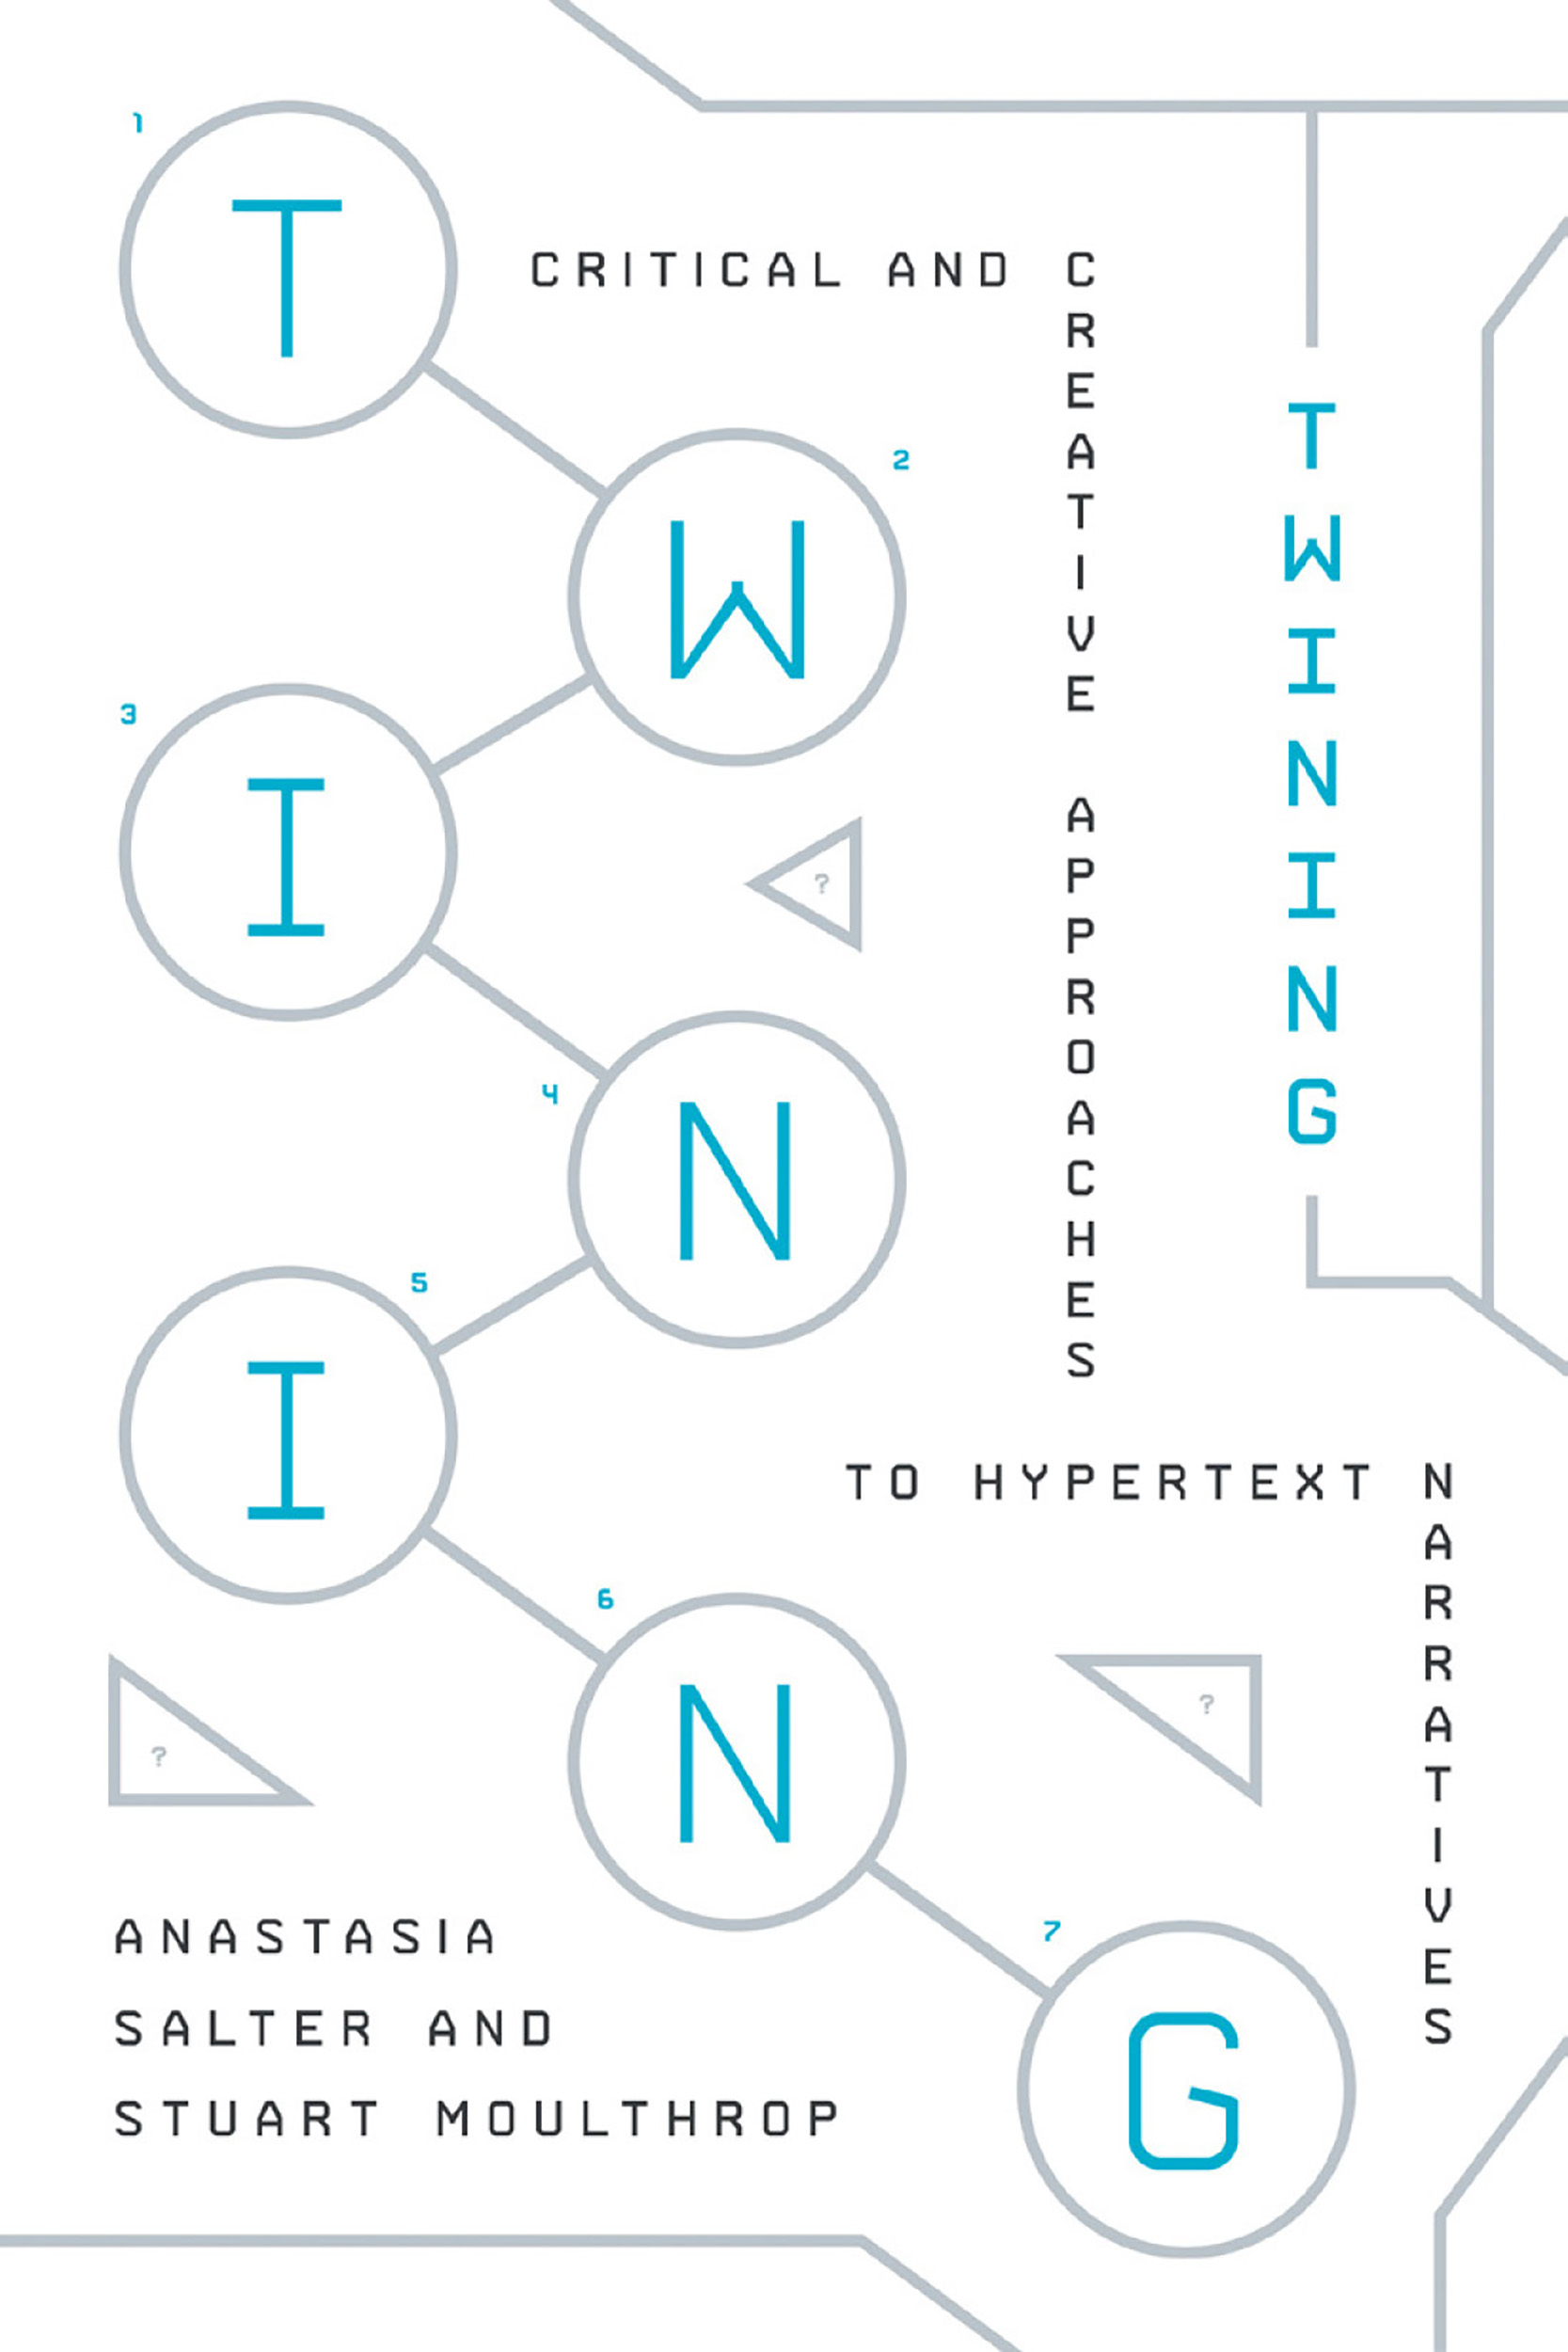 1
T
2
W
3
I
4
N
5
I
6
N
7
G
CRITICAL AND
CREATIVE APPROACHES
TO HYPERTEXT
NARRATIVES
TWINING
?
?
?
ANASTASIA
SALTER AND
STUART MOULTHROP